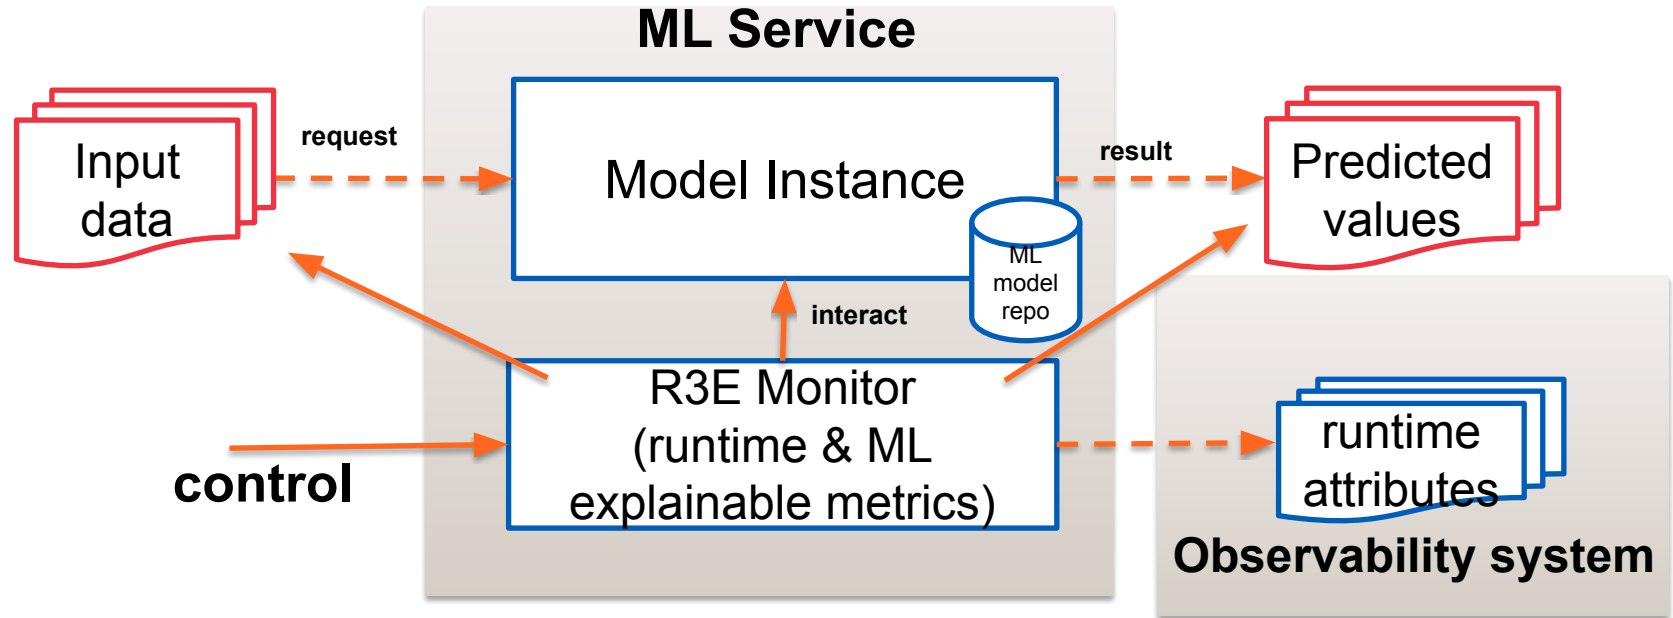 ML Service
Input
data
request
Model Instance
result
Predicted
values
ML
model
repo
interact
R3E Monitor
(runtime & ML
explainable metrics)
control
runtime
attributes
Observability system